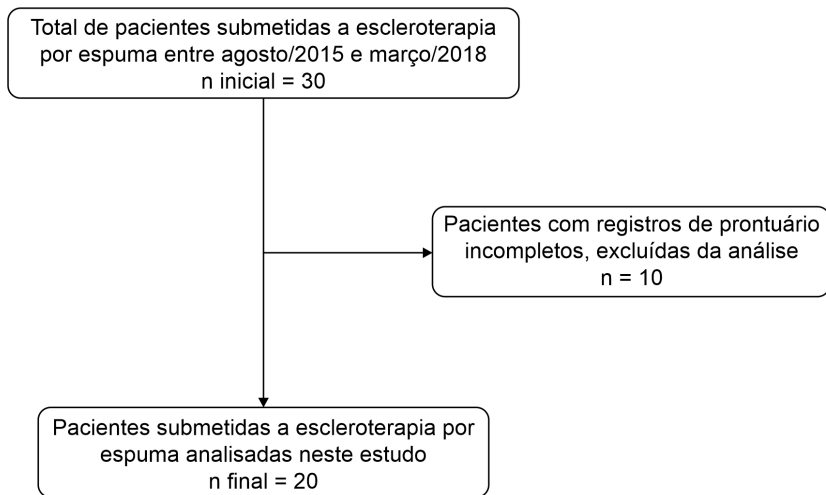 Total de pacientes submetidas a escleroterapia
por espuma entre agosto/2015 e março/2018
n inicial = 30
Pacientes com registros de prontuário
incompletos, excluídas da análise
n = 10
Pacientes submetidas a escleroterapia por
espuma analisadas neste estudo
n final = 20